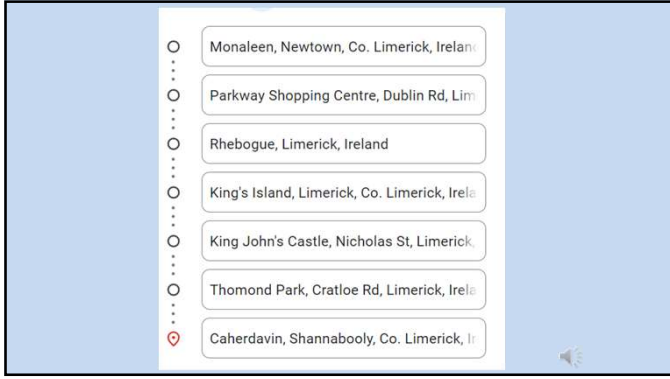 Monaleen, Newtown, Co. Limerick, Ireland
Parkway Shopping Centre, Dublin Rd, Lim
Rhebogue, Limerick, Ireland
King's Island, Limerick, Co. Limerick, Irela
King John's Castle, Nicholas St, Limerick,
Thomond Park, Cratloe Rd, Limerick, Irela
Caherdavin, Shannabooly, Co. Limerick, Ir